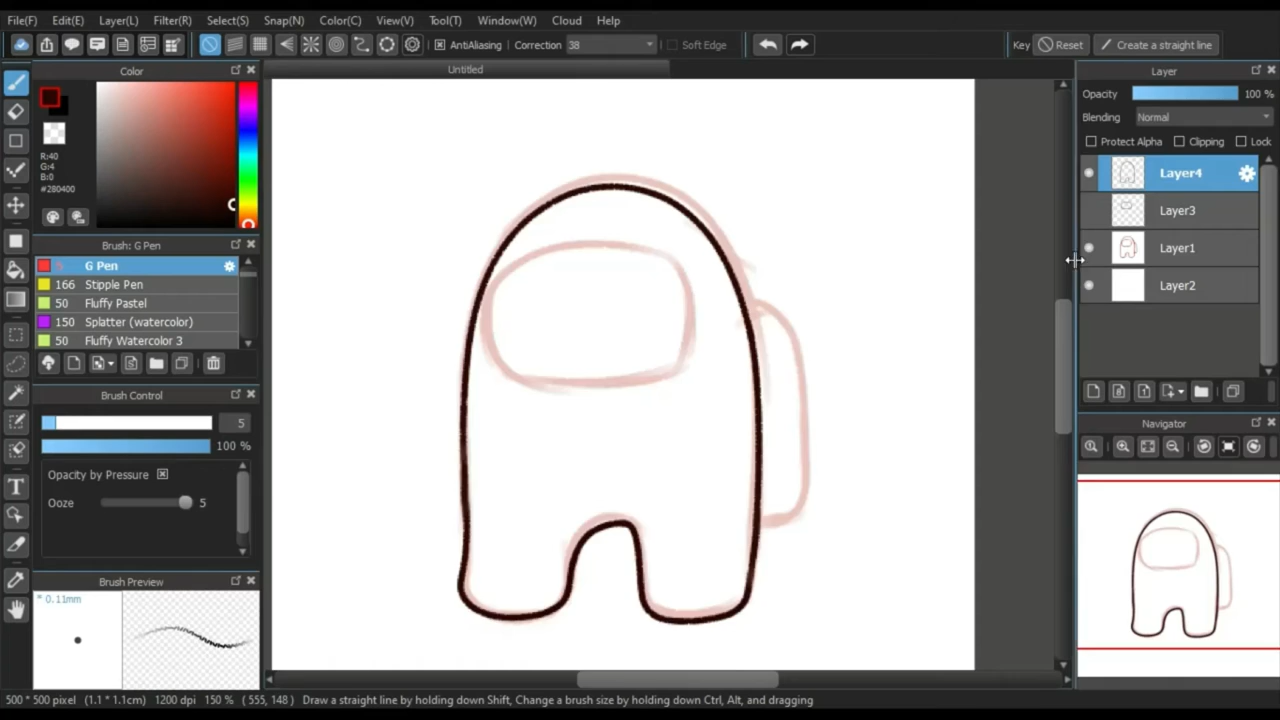 File(F) Edit(E) Layer(L) Filter(R) Select(S) Snap(N) Color(C) View(V) Tool(T) Window(W) Cloud Help
AntiAliasing Correction 38 Soft Edge Key Reset Create a straight line
Color
Untitled
Layer
R:40
G:4
B:0
#280400
Brush: G Pen
5 G Pen
166 Stipple Pen
50 Fluffy Pastel
150 Splatter (watercolor)
50 Fluffy Watercolor 3
Brush Control
5
100 %
Opacity by Pressure
Ooze 5
Brush Preview
* 0.11mm
Opacity 100 %
Blending Normal
Protect Alpha Clipping Lock
Layer4
Layer3
Layer1
Layer2
Navigator
500 * 500 pixel (1.1 * 1.1cm) 1200 dpi 150 % ( 555, 148 ) Draw a straight line by holding down Shift, Change a brush size by holding down Ctrl, Alt, and dragging